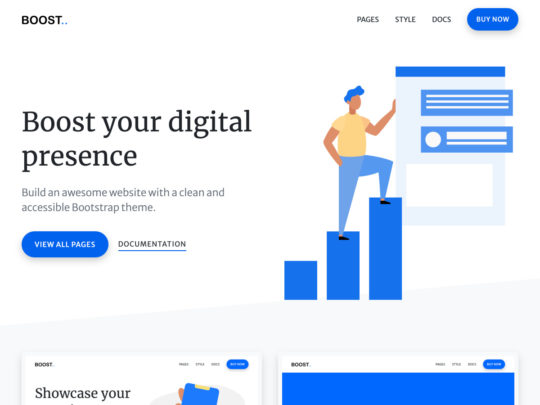 BOOST..
PAGES STYLE DOCS BUY NOW
Boost your digital
presence
Build an awesome website with a clean and
accessible Bootstrap theme.
VIEW ALL PAGES DOCUMENTATION
BOOST. PAGES STYLE DOCS BUY NOW
Showcase your
BOOST. PAGES STYLE DOCS BUY NOW